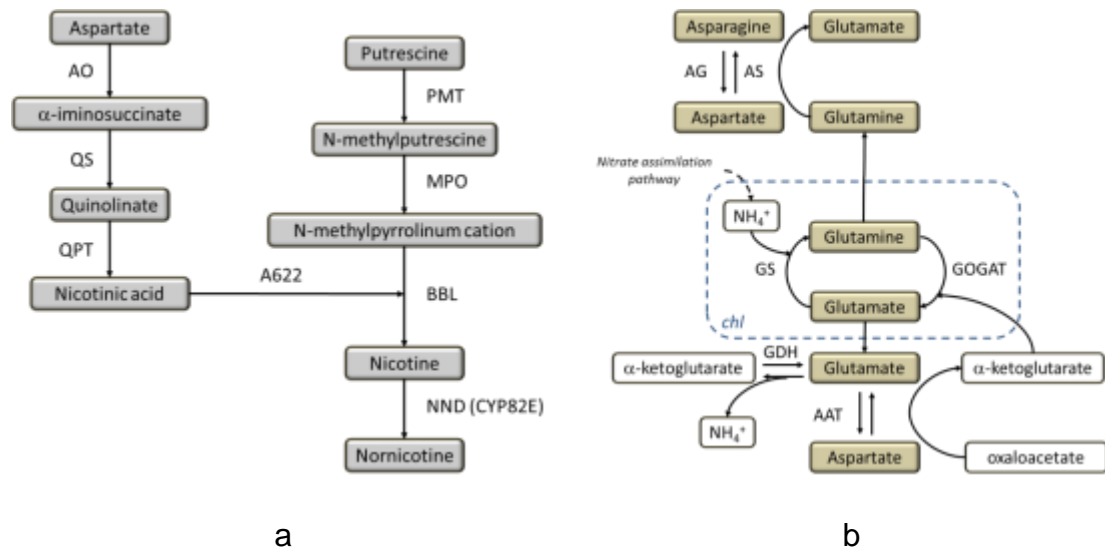 Aspartate
AO
α-iminosuccinate
QS
Quinolinate
QPT
Nicotinic acid
A622
Putrescine
PMT
N-methylputrescine
MPO
N-methylpyrrolinum cation
BBL
Nicotine
NND (CYP82E)
Nornicotine
a
Asparagine
Glutamate
AG
AS
Aspartate
Glutamine
Nitrate assimilation
pathway
NH₄⁺
Glutamine
GS
GOGAT
Glutamate
chl
GDH
α-ketoglutarate
Glutamate
α-ketoglutarate
AAT
NH₄⁺
Aspartate
oxaloacetate
b